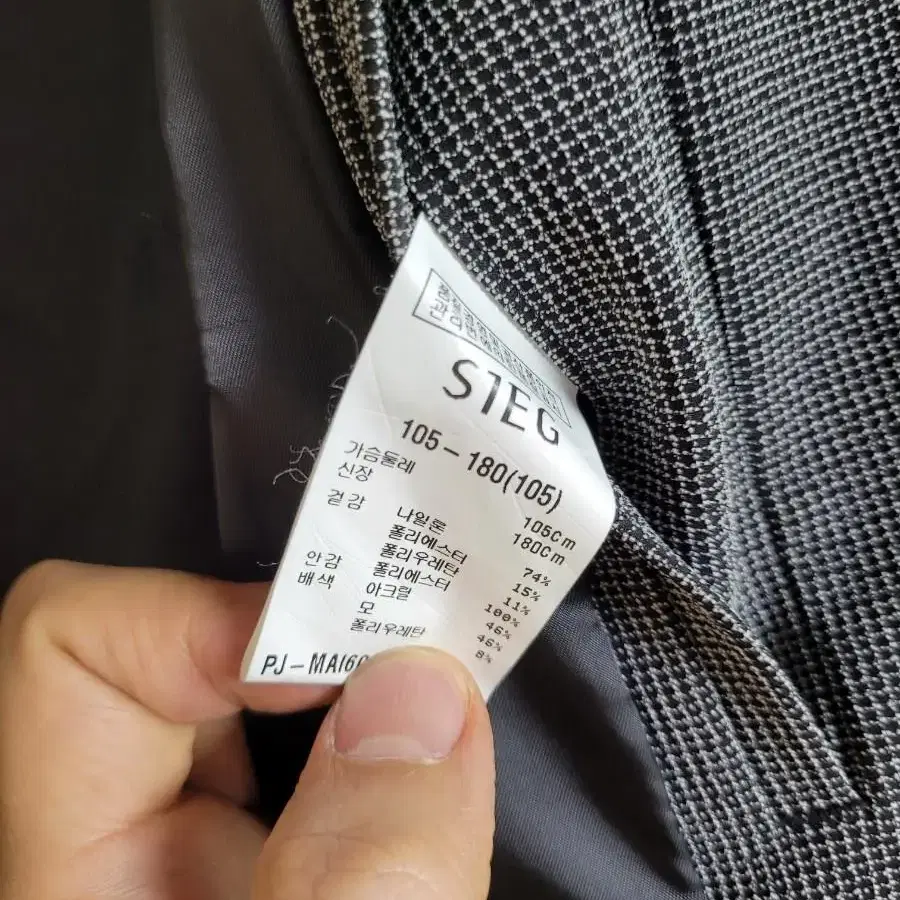 STEG
105-180(105)
가슴둘레 105Cm
신장 180Cm
겉감 나일론 74%
폴리에스터 15%
폴리우레탄 11%
안감 폴리에스터 100%
배색 아크릴 46%
모 46%
폴리우레탄 8%
PJ-MAI60